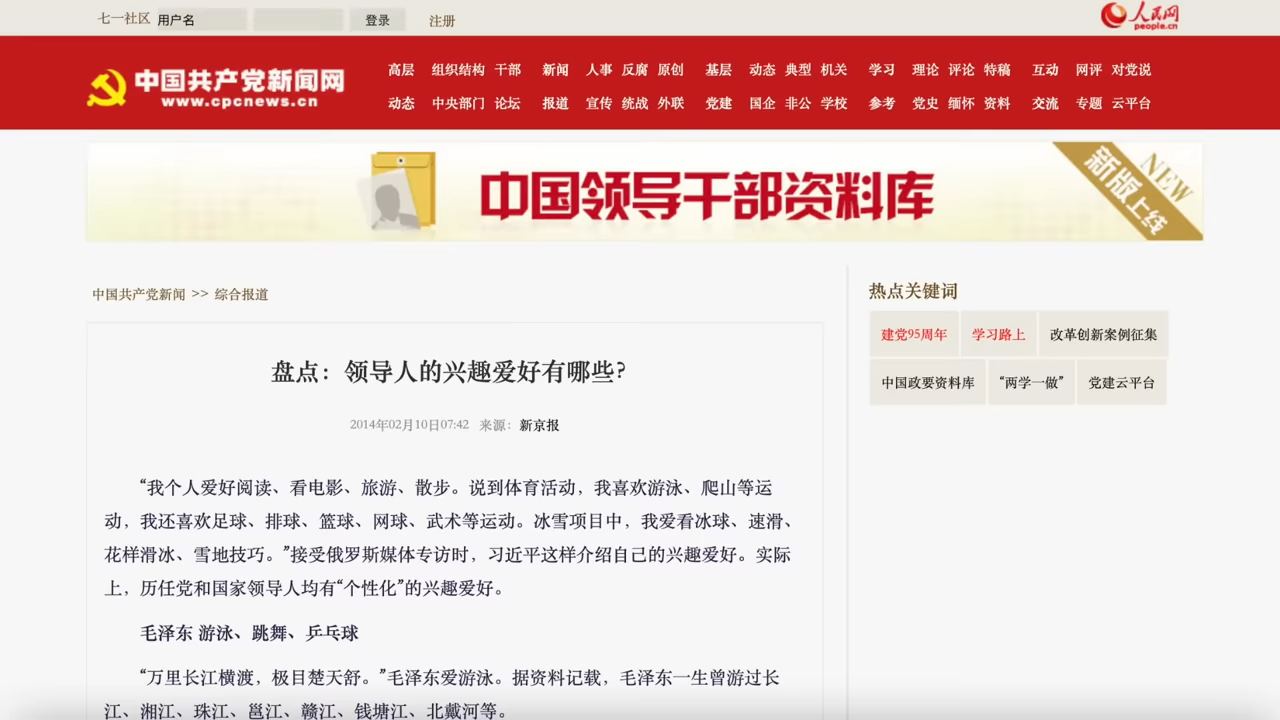 七一社区 用户名 登录 注册
人民网
people.cn
中国共产党新闻网
www.cpcnews.cn
高层 组织结构 干部 新闻 人事 反腐 原创 基层 动态 典型 机关 学习 理论 评论 特稿 互动 网评 对党说
动态 中央部门 论坛 报道 宣传 统战 外联 党建 国企 非公 学校 参考 党史 缅怀 资料 交流 专题 云平台
中国领导干部资料库
NEW
新版上线
中国共产党新闻 >> 综合报道
盘点：领导人的兴趣爱好有哪些?
2014年02月10日07:42 来源：新京报
“我个人爱好阅读、看电影、旅游、散步。说到体育活动，我喜欢游泳、爬山等运
动，我还喜欢足球、排球、篮球、网球、武术等运动。冰雪项目中，我爱看冰球、速滑、
花样滑冰、雪地技巧。”接受俄罗斯媒体专访时，习近平这样介绍自己的兴趣爱好。实际
上，历任党和国家领导人均有“个性化”的兴趣爱好。
毛泽东 游泳、跳舞、乒乓球
“万里长江横渡，极目楚天舒。”毛泽东爱游泳。据资料记载，毛泽东一生曾游过长
江、湘江、珠江、邕江、赣江、钱塘江、北戴河等。
热点关键词
建党95周年 学习路上 改革创新案例征集
中国政要资料库 “两学一做” 党建云平台